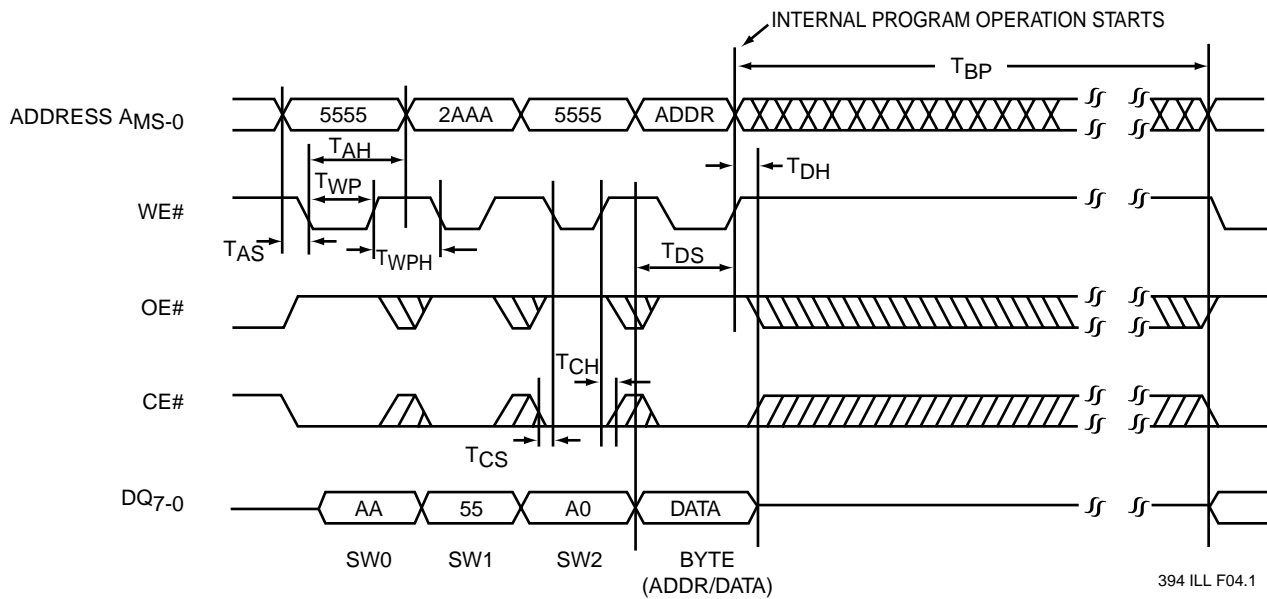 INTERNAL PROGRAM OPERATION STARTS
TBP
ADDRESS AMS-0
5555
2AAA
5555
ADDR
TAH
TDH
TWP
WE#
TAS
TWPH
TDS
OE#
TCH
CE#
TCS
DQ7-0
AA
55
A0
DATA
SW0
SW1
SW2
BYTE
(ADDR/DATA)
394 ILL F04.1